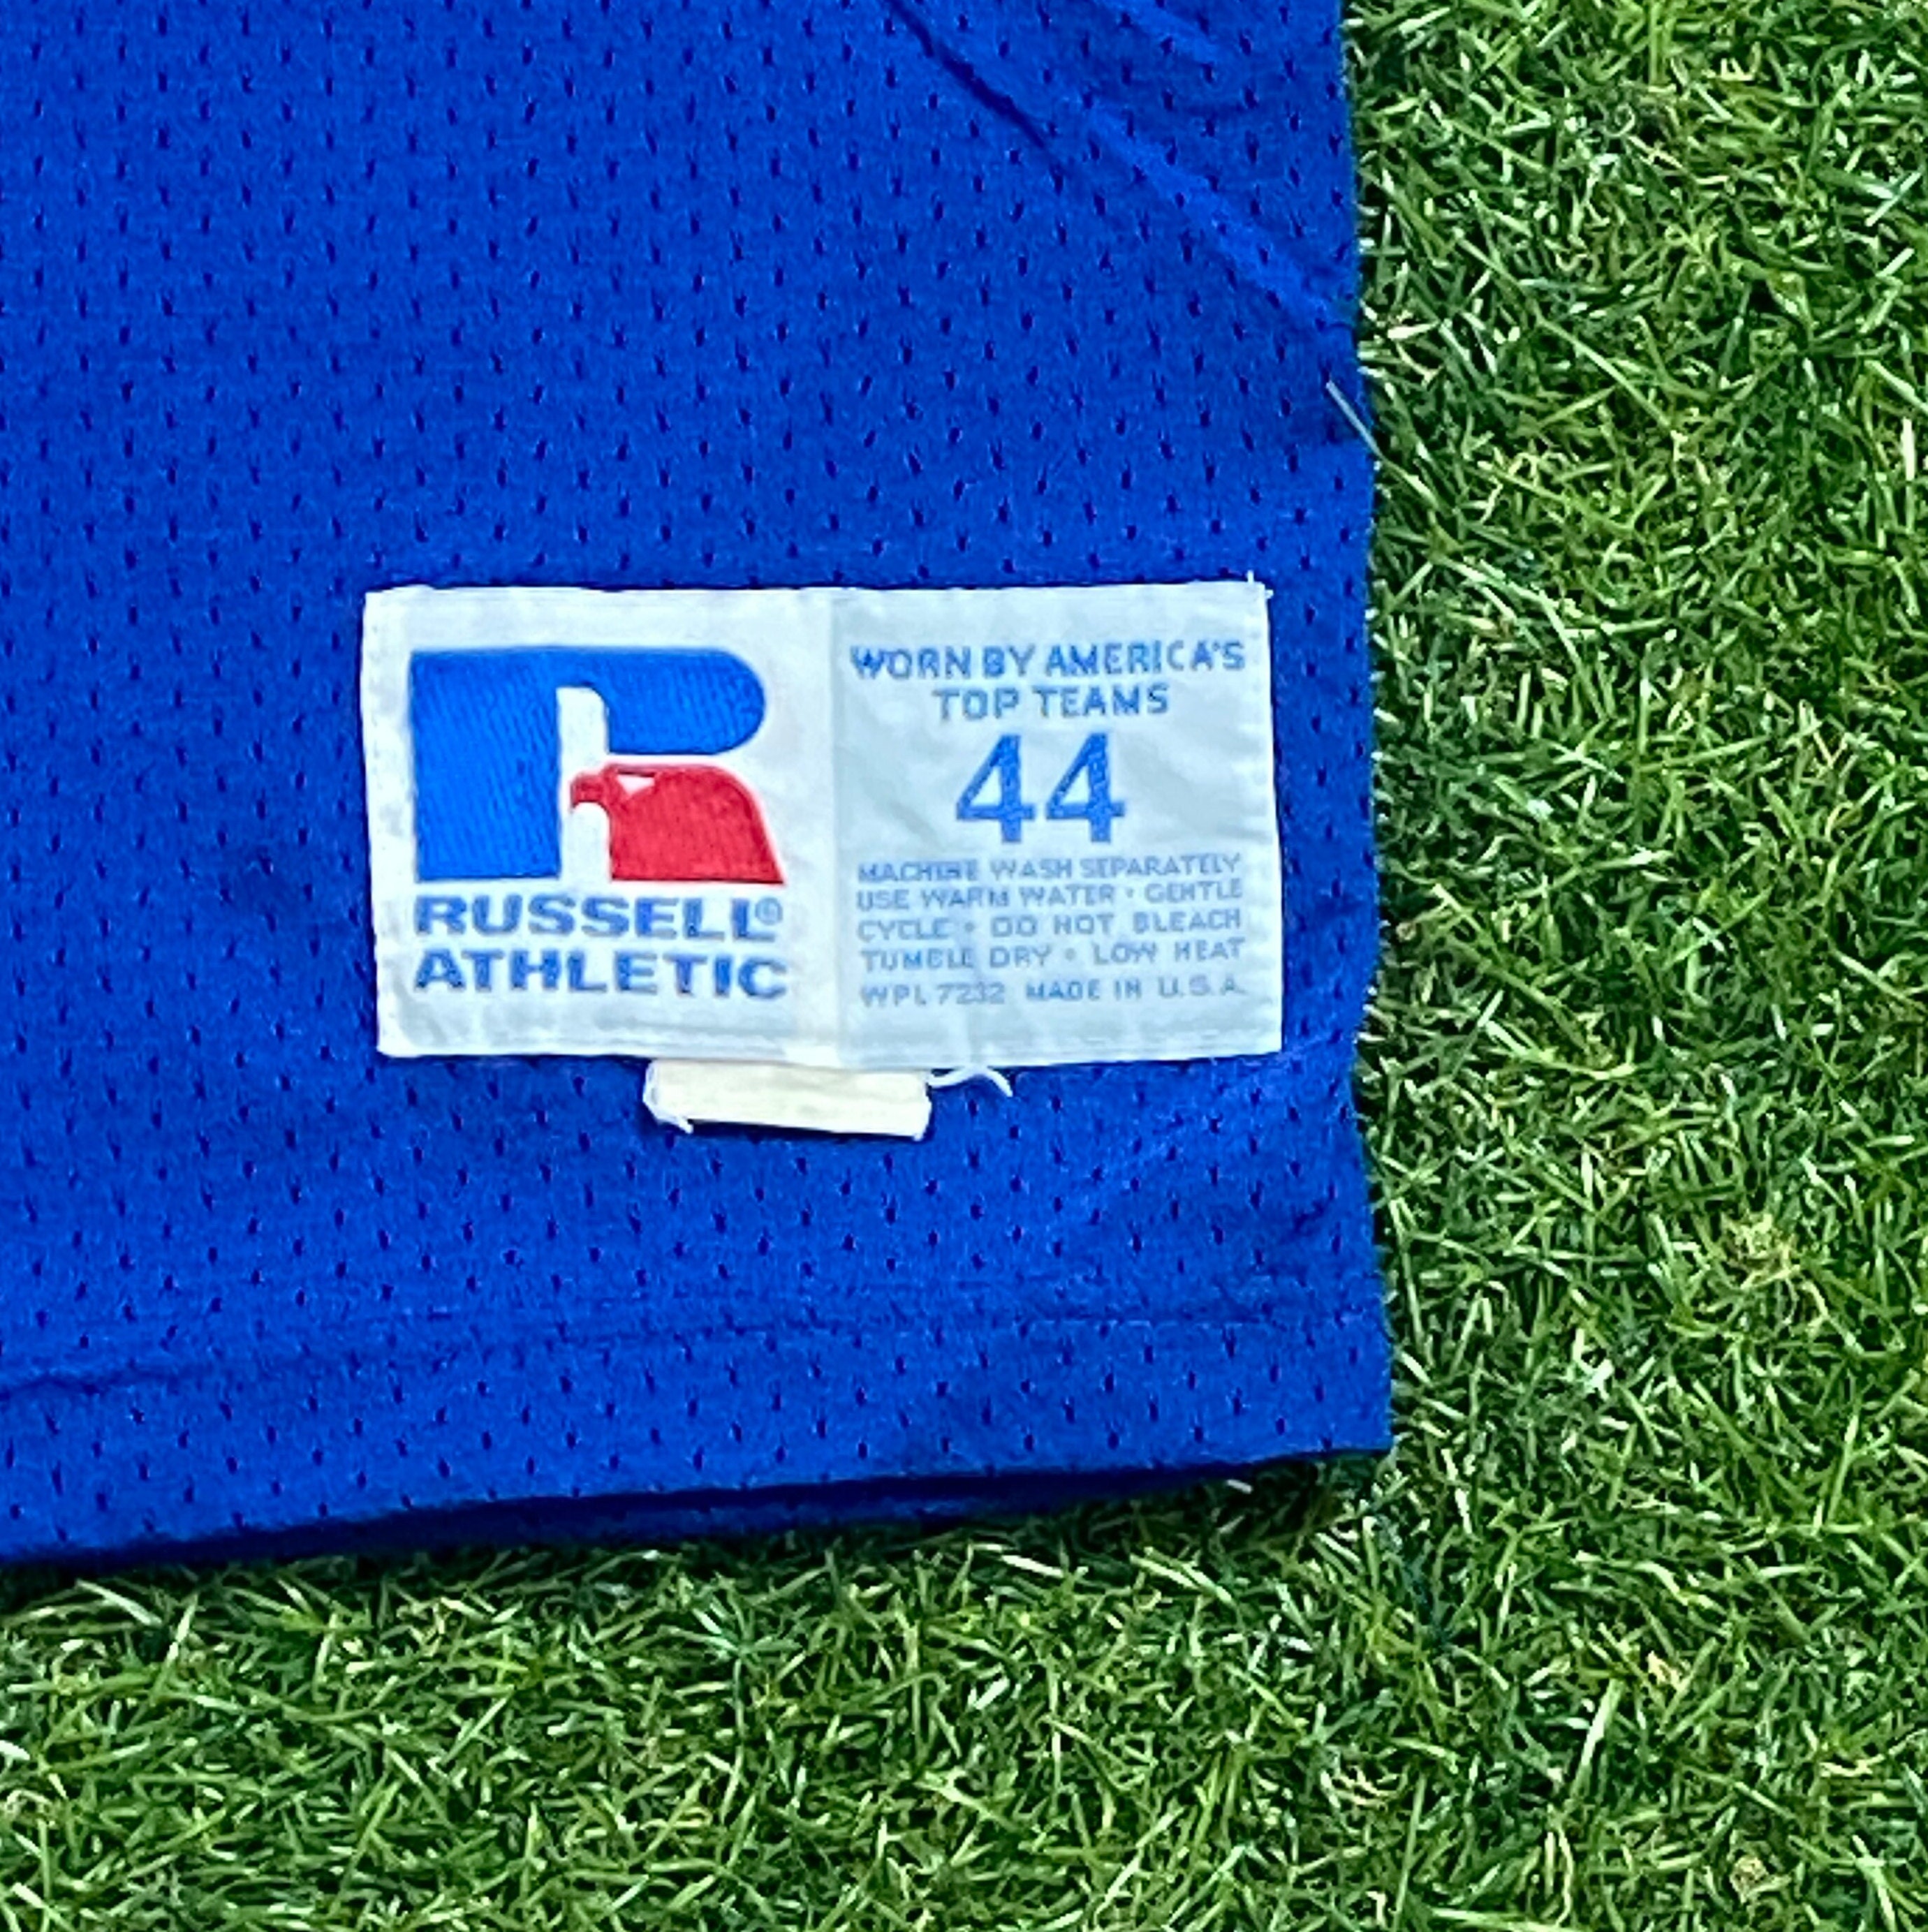 RUSSELL®
ATHLETIC
WORN BY AMERICA'S
TOP TEAMS
44
MACHINE WASH SEPARATELY
USE WARM WATER • GENTLE
CYCLE • DO NOT BLEACH
TUMBLE DRY • LOW HEAT
WPL 7232 MADE IN U.S.A.